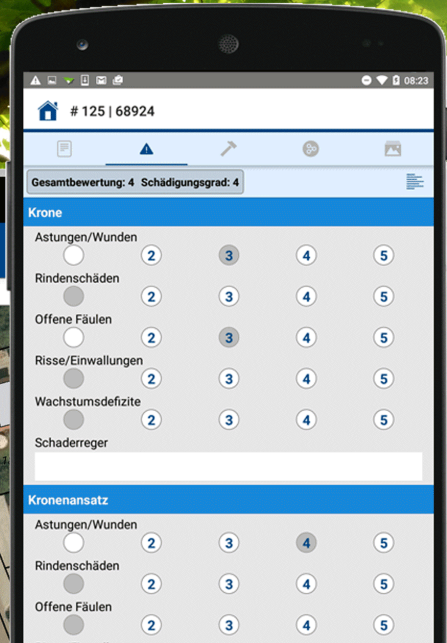 08:23
# 125 | 68924
Gesamtbewertung: 4 Schädigungsgrad: 4
Krone
Astungen/Wunden
2 3 4 5
Rindenschäden
2 3 4 5
Offene Fäulen
2 3 4 5
Risse/Einwallungen
2 3 4 5
Wachstumsdefizite
2 3 4 5
Schaderreger
Kronenansatz
Astungen/Wunden
2 3 4 5
Rindenschäden
2 3 4 5
Offene Fäulen
2 3 4 5